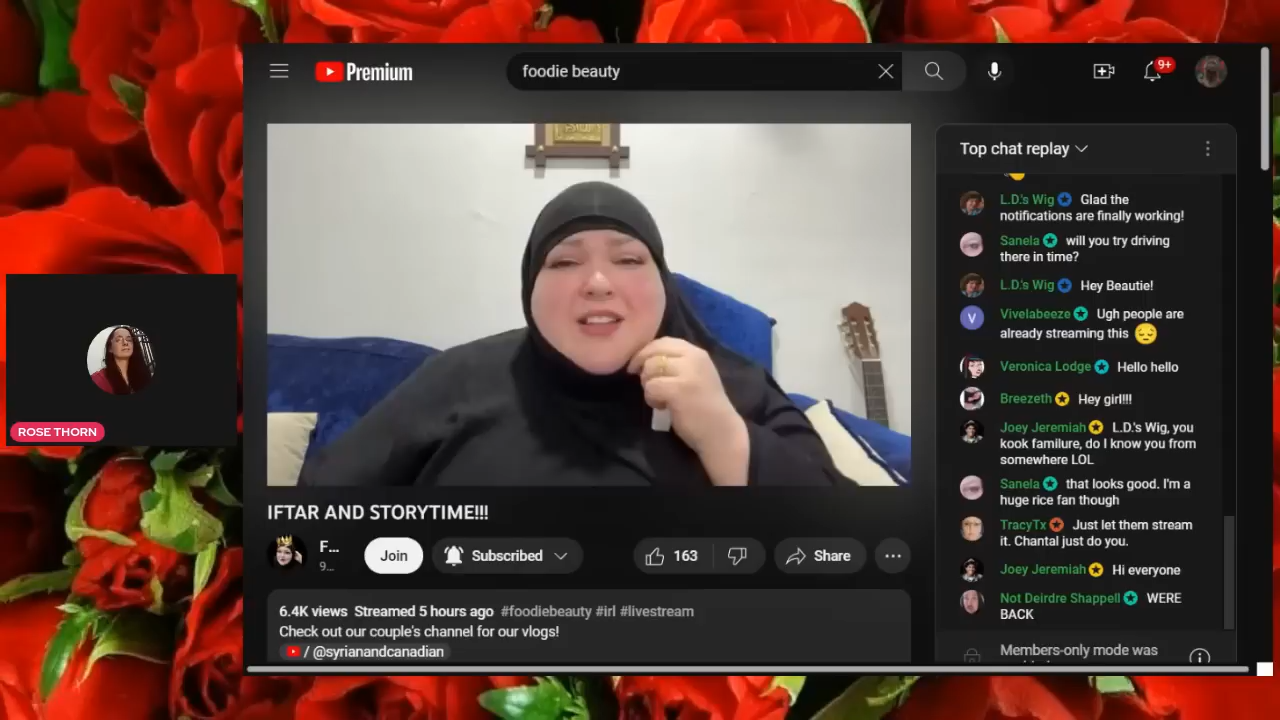 Premium
foodie beauty
9+
Top chat replay
L.D.'s Wig Glad the
notifications are finally working!
Sanela will you try driving
there in time?
L.D.'s Wig Hey Beautie!
V
Vivelabeeze Ugh people are
already streaming this
Veronica Lodge Hello hello
Breezeth Hey girl!!!
Joey Jeremiah L.D.'s Wig, you
kook familure, do I know you from
somewhere LOL
Sanela that looks good. I'm a
huge rice fan though
TracyTx Just let them stream
it. Chantal just do you.
Joey Jeremiah Hi everyone
Not Deirdre Shappell WERE
BACK
Members-only mode was
ROSE THORN
IFTAR AND STORYTIME!!!
F...
9...
Join
Subscribed
163
Share
6.4K views Streamed 5 hours ago #foodiebeauty #irl #livestream
Check out our couple's channel for our vlogs!
/ @syrianandcanadian